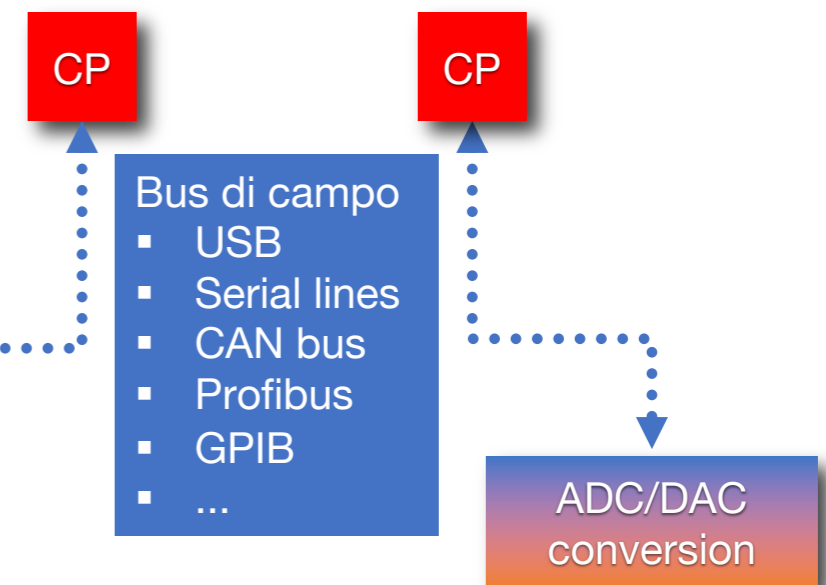 CP
CP
Bus di campo
▪ USB
▪ Serial lines
▪ CAN bus
▪ Profibus
▪ GPIB
▪ ...
ADC/DAC
conversion